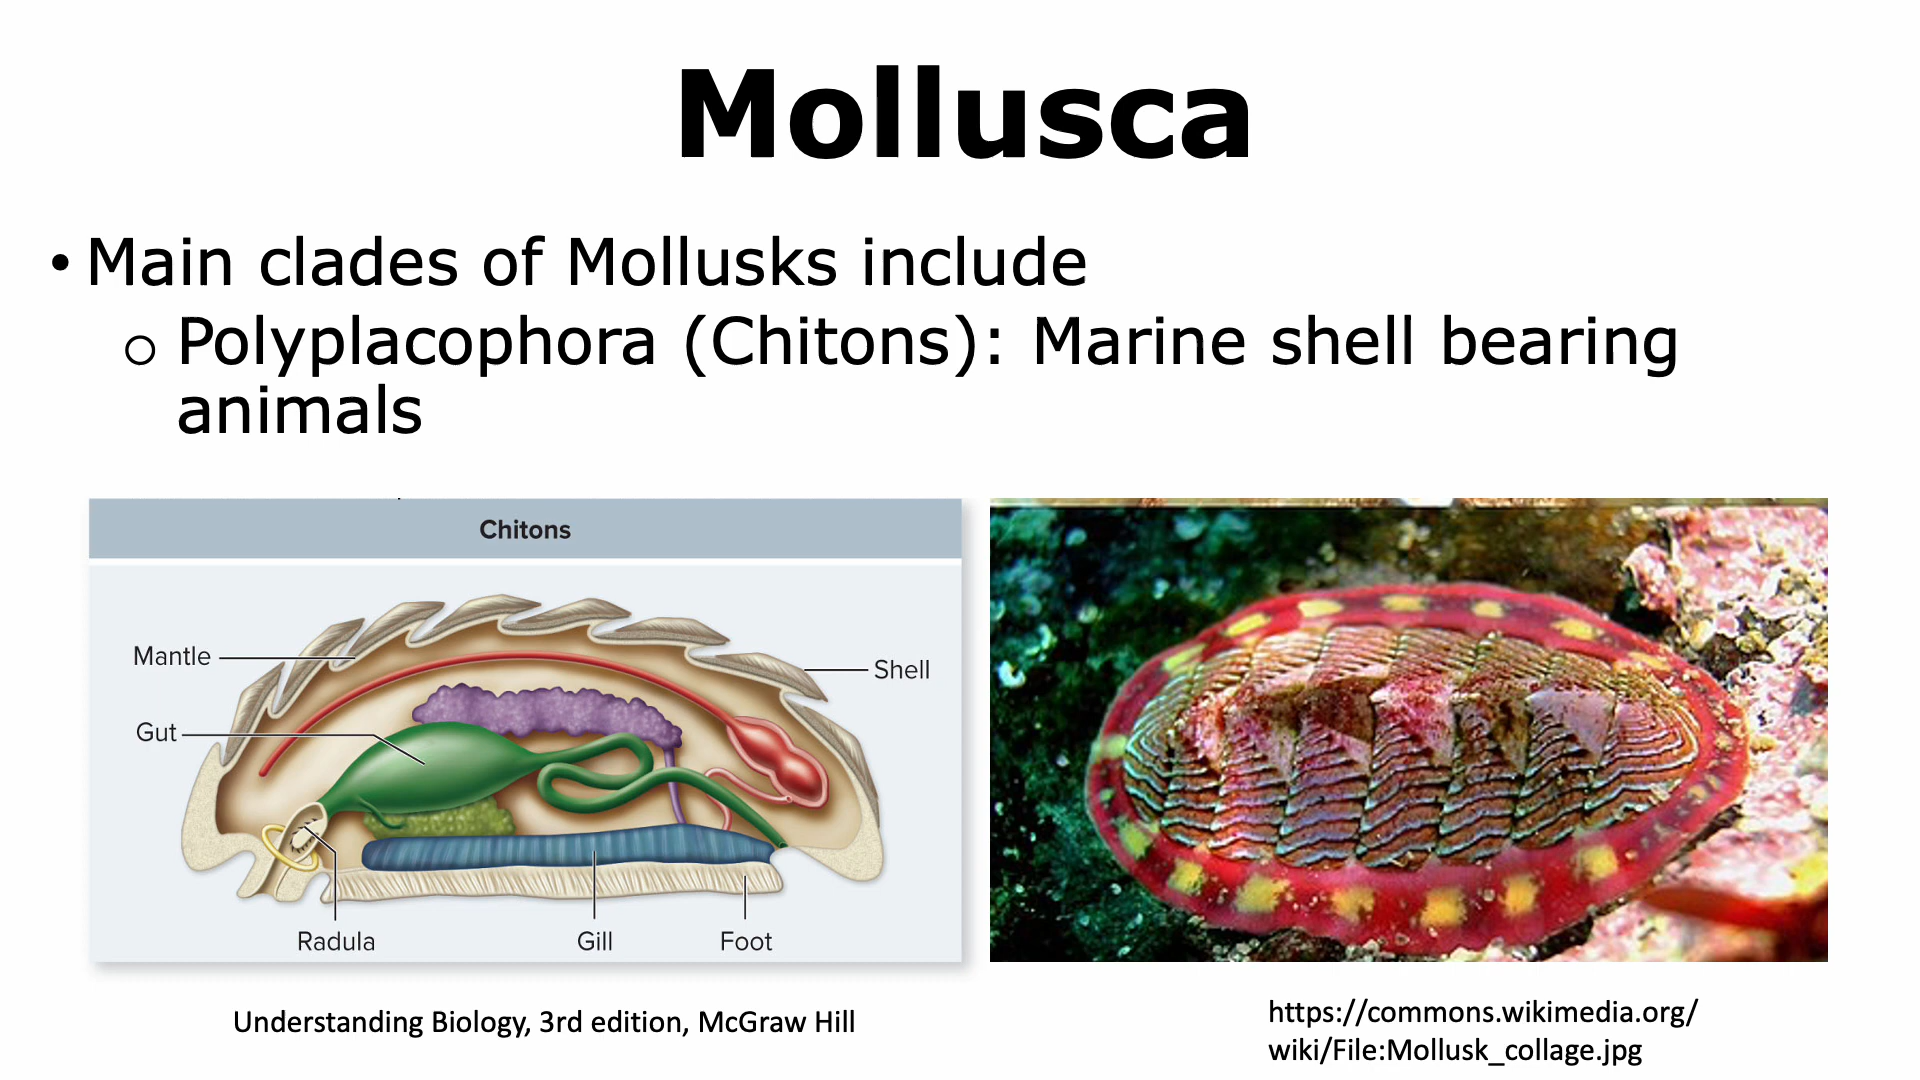 Mollusca
• Main clades of Mollusks include
o Polyplacophora (Chitons): Marine shell bearing
animals
Chitons
Mantle
Shell
Gut
Radula
Gill
Foot
Understanding Biology, 3rd edition, McGraw Hill
https://commons.wikimedia.org/
wiki/File:Mollusk_collage.jpg